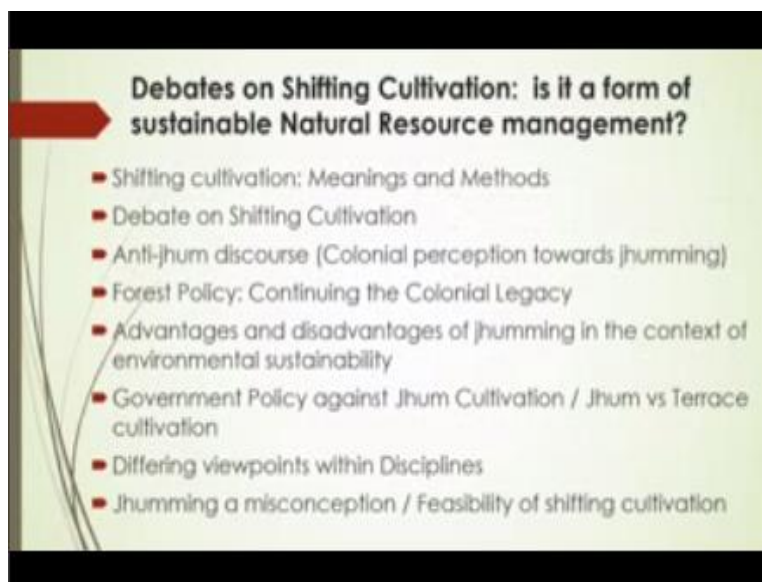 Debates on Shifting Cultivation: is it a form of
sustainable Natural Resource management?
Shifting cultivation: Meanings and Methods
Debate on Shifting Cultivation
Anti-jhum discourse (Colonial perception towards jhumming)
Forest Policy: Continuing the Colonial Legacy
Advantages and disadvantages of jhumming in the context of
environmental sustainability
Government Policy against Jhum Cultivation / Jhum vs Terrace
cultivation
Differing viewpoints within Disciplines
Jhumming a misconception / Feasibility of shifting cultivation